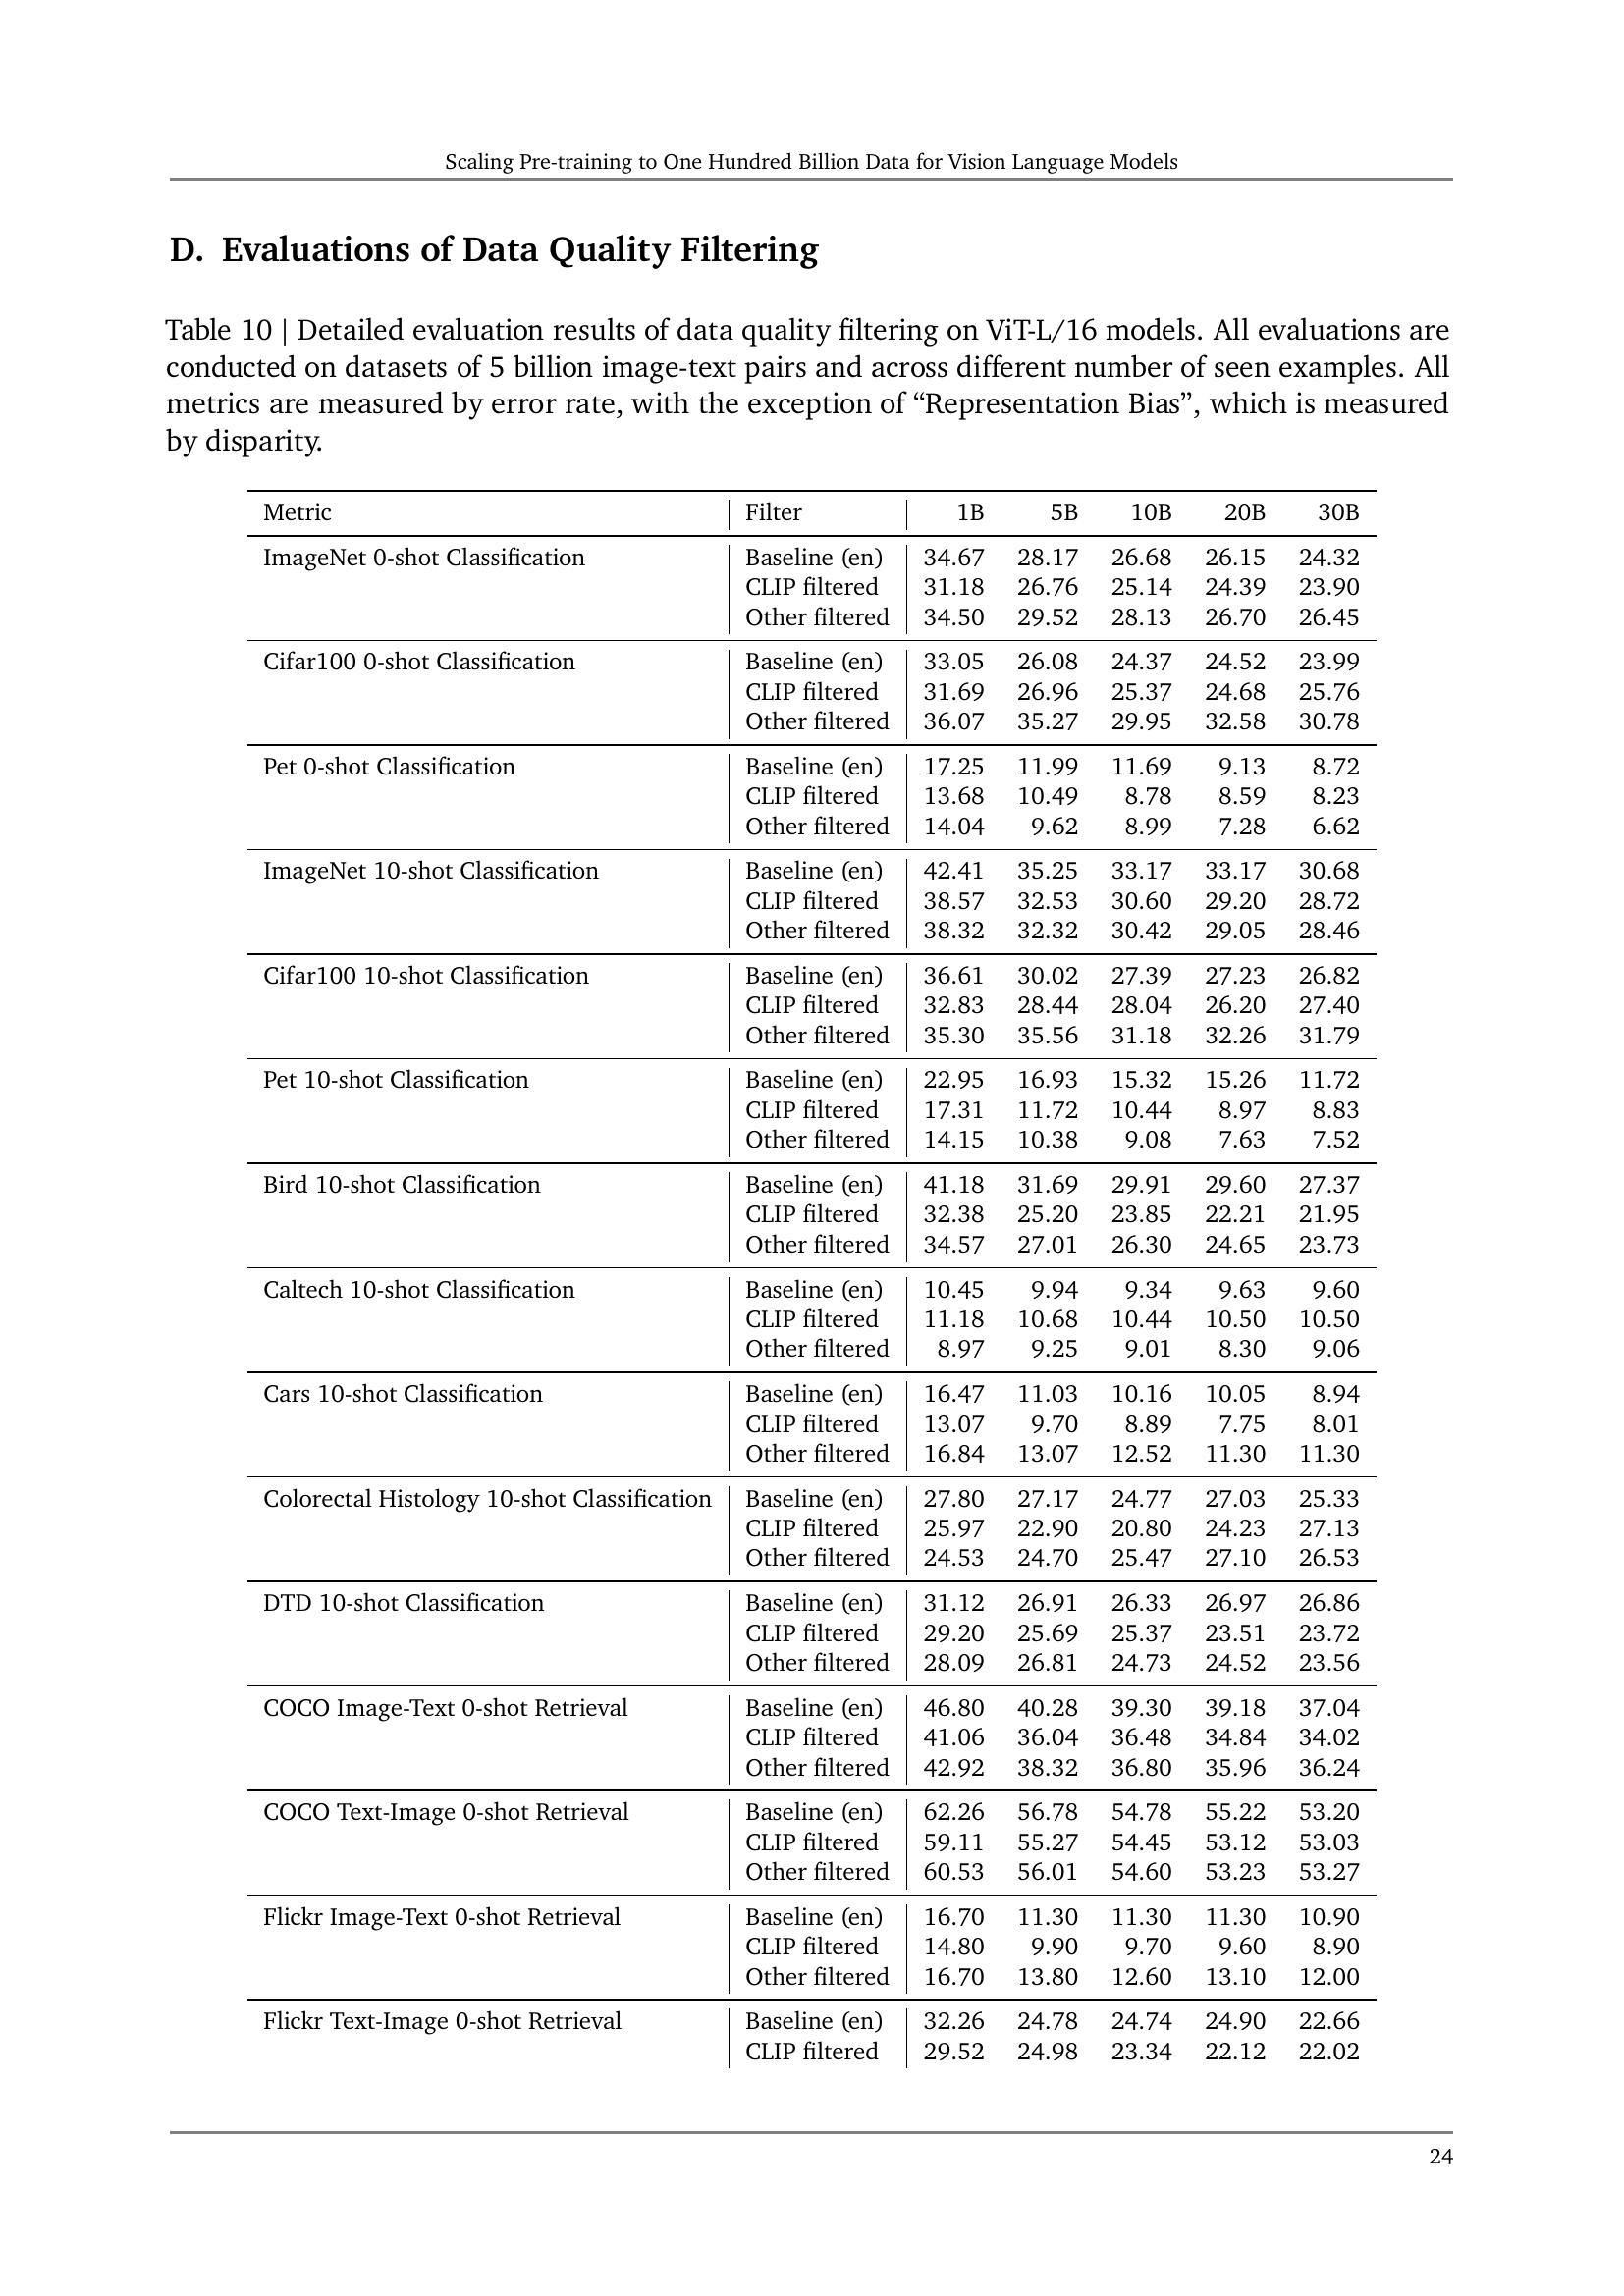 Scaling Pre-training to One Hundred Billion Data for Vision Language Models
D. Evaluations of Data Quality Filtering
Table 10 | Detailed evaluation results of data quality filtering on ViT-L/16 models. All evaluations are
conducted on datasets of 5 billion image-text pairs and across different number of seen examples. All
metrics are measured by error rate, with the exception of “Representation Bias”, which is measured
by disparity.
Metric Filter 1B 5B 10B 20B 30B
ImageNet 0-shot Classification Baseline (en) 34.67 28.17 26.68 26.15 24.32
CLIP filtered 31.18 26.76 25.14 24.39 23.90
Other filtered 34.50 29.52 28.13 26.70 26.45
Cifar100 0-shot Classification Baseline (en) 33.05 26.08 24.37 24.52 23.99
CLIP filtered 31.69 26.96 25.37 24.68 25.76
Other filtered 36.07 35.27 29.95 32.58 30.78
Pet 0-shot Classification Baseline (en) 17.25 11.99 11.69 9.13 8.72
CLIP filtered 13.68 10.49 8.78 8.59 8.23
Other filtered 14.04 9.62 8.99 7.28 6.62
ImageNet 10-shot Classification Baseline (en) 42.41 35.25 33.17 33.17 30.68
CLIP filtered 38.57 32.53 30.60 29.20 28.72
Other filtered 38.32 32.32 30.42 29.05 28.46
Cifar100 10-shot Classification Baseline (en) 36.61 30.02 27.39 27.23 26.82
CLIP filtered 32.83 28.44 28.04 26.20 27.40
Other filtered 35.30 35.56 31.18 32.26 31.79
Pet 10-shot Classification Baseline (en) 22.95 16.93 15.32 15.26 11.72
CLIP filtered 17.31 11.72 10.44 8.97 8.83
Other filtered 14.15 10.38 9.08 7.63 7.52
Bird 10-shot Classification Baseline (en) 41.18 31.69 29.91 29.60 27.37
CLIP filtered 32.38 25.20 23.85 22.21 21.95
Other filtered 34.57 27.01 26.30 24.65 23.73
Caltech 10-shot Classification Baseline (en) 10.45 9.94 9.34 9.63 9.60
CLIP filtered 11.18 10.68 10.44 10.50 10.50
Other filtered 8.97 9.25 9.01 8.30 9.06
Cars 10-shot Classification Baseline (en) 16.47 11.03 10.16 10.05 8.94
CLIP filtered 13.07 9.70 8.89 7.75 8.01
Other filtered 16.84 13.07 12.52 11.30 11.30
Colorectal Histology 10-shot Classification Baseline (en) 27.80 27.17 24.77 27.03 25.33
CLIP filtered 25.97 22.90 20.80 24.23 27.13
Other filtered 24.53 24.70 25.47 27.10 26.53
DTD 10-shot Classification Baseline (en) 31.12 26.91 26.33 26.97 26.86
CLIP filtered 29.20 25.69 25.37 23.51 23.72
Other filtered 28.09 26.81 24.73 24.52 23.56
COCO Image-Text 0-shot Retrieval Baseline (en) 46.80 40.28 39.30 39.18 37.04
CLIP filtered 41.06 36.04 36.48 34.84 34.02
Other filtered 42.92 38.32 36.80 35.96 36.24
COCO Text-Image 0-shot Retrieval Baseline (en) 62.26 56.78 54.78 55.22 53.20
CLIP filtered 59.11 55.27 54.45 53.12 53.03
Other filtered 60.53 56.01 54.60 53.23 53.27
Flickr Image-Text 0-shot Retrieval Baseline (en) 16.70 11.30 11.30 11.30 10.90
CLIP filtered 14.80 9.90 9.70 9.60 8.90
Other filtered 16.70 13.80 12.60 13.10 12.00
Flickr Text-Image 0-shot Retrieval Baseline (en) 32.26 24.78 24.74 24.90 22.66
CLIP filtered 29.52 24.98 23.34 22.12 22.02
24